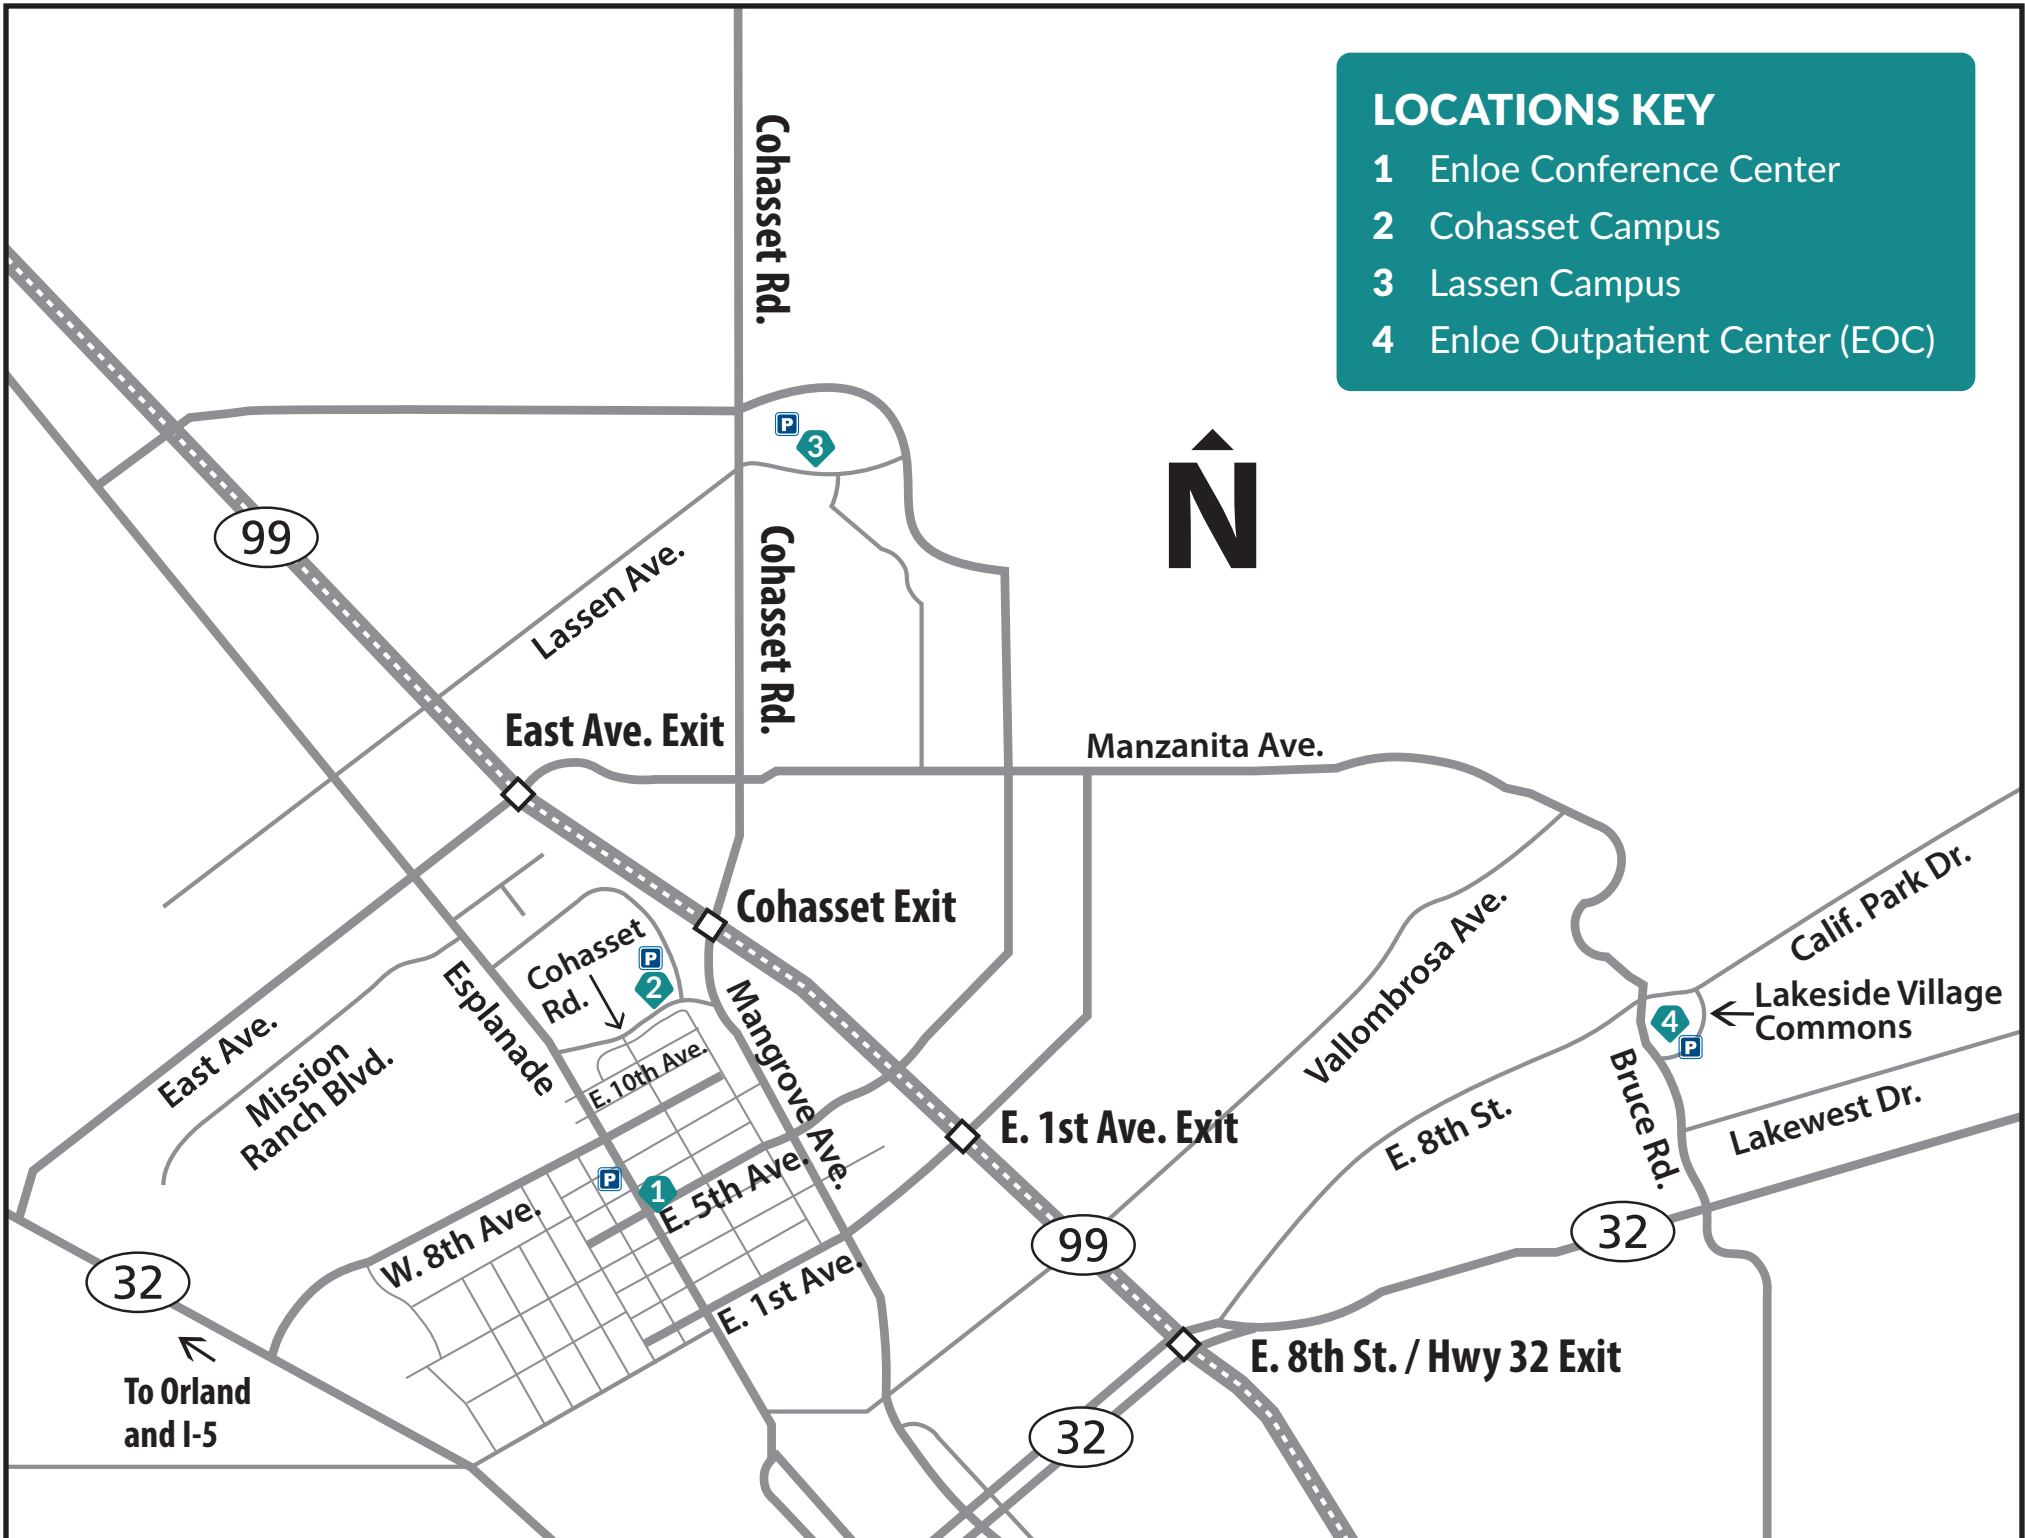 LOCATIONS KEY
1 Enloe Conference Center
2 Cohasset Campus
3 Lassen Campus
4 Enloe Outpatient Center (EOC)
Cohasset Rd.
P
3
N
99
Lassen Ave.
Cohasset Rd.
East Ave. Exit
Manzanita Ave.
Cohasset Exit
Calif. Park Dr.
Vallombrosa Ave.
Cohasset
Rd.
P
2
Esplanade
Mangrove Ave.
Lakeside Village
Commons
4
P
Bruce Rd.
East Ave.
Mission
Ranch Blvd.
E. 10th Ave.
E. 1st Ave. Exit
E. 8th St.
Lakewest Dr.
P
1
E. 5th Ave.
W. 8th Ave.
99
32
32
E. 1st Ave.
E. 8th St. / Hwy 32 Exit
To Orland
and I-5
32